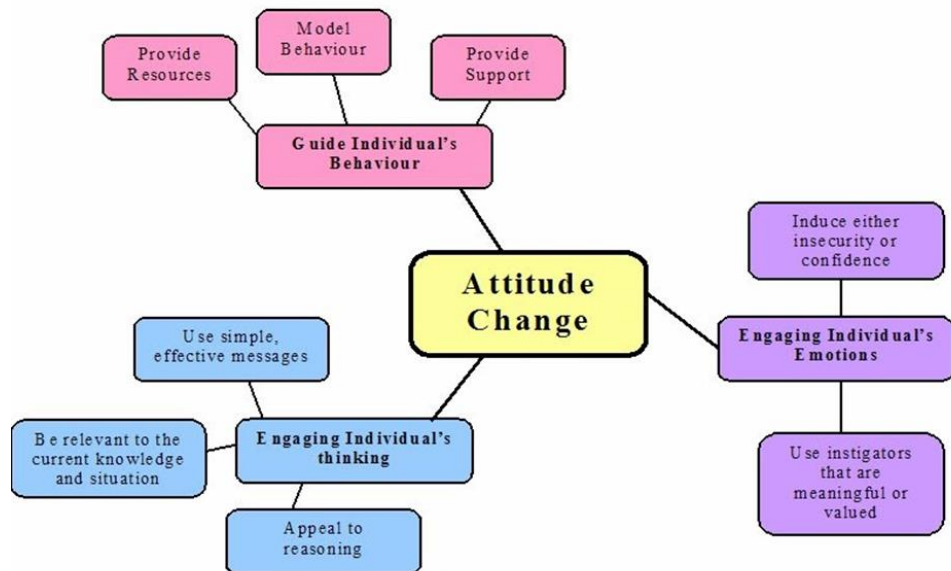 Model
Behaviour
Provide
Resources
Provide
Support
Guide Individual's
Behaviour
Induce either
insecurity or
confidence
Attitude
Change
Engaging Individual's
Emotions
Use simple,
effective messages
Engaging Individual's
thinking
Be relevant to the
current knowledge
and situation
Use instigators
that are
meaningful or
valued
Appeal to
reasoning